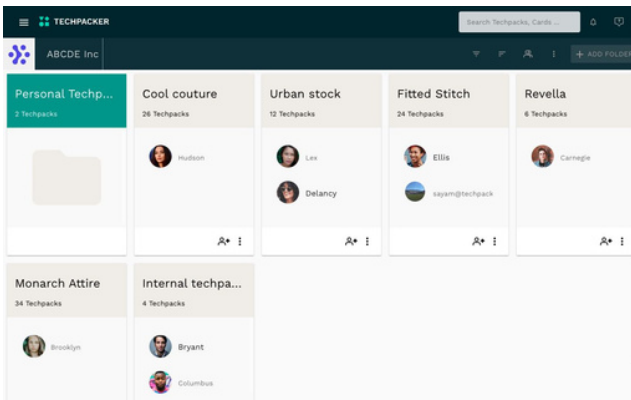 TECHPACKER
Search Techpacks, Cards ...
ABCDE Inc
+ ADD FOLDER
Personal Techp...
2 Techpacks
Cool couture
26 Techpacks
Hudson
Urban stock
12 Techpacks
Lex
Delancy
Fitted Stitch
24 Techpacks
Ellis
sayam@techpack
Revella
6 Techpacks
Carnegie
Monarch Attire
34 Techpacks
Brooklyn
Internal techpa...
4 Techpacks
Bryant
Columbus